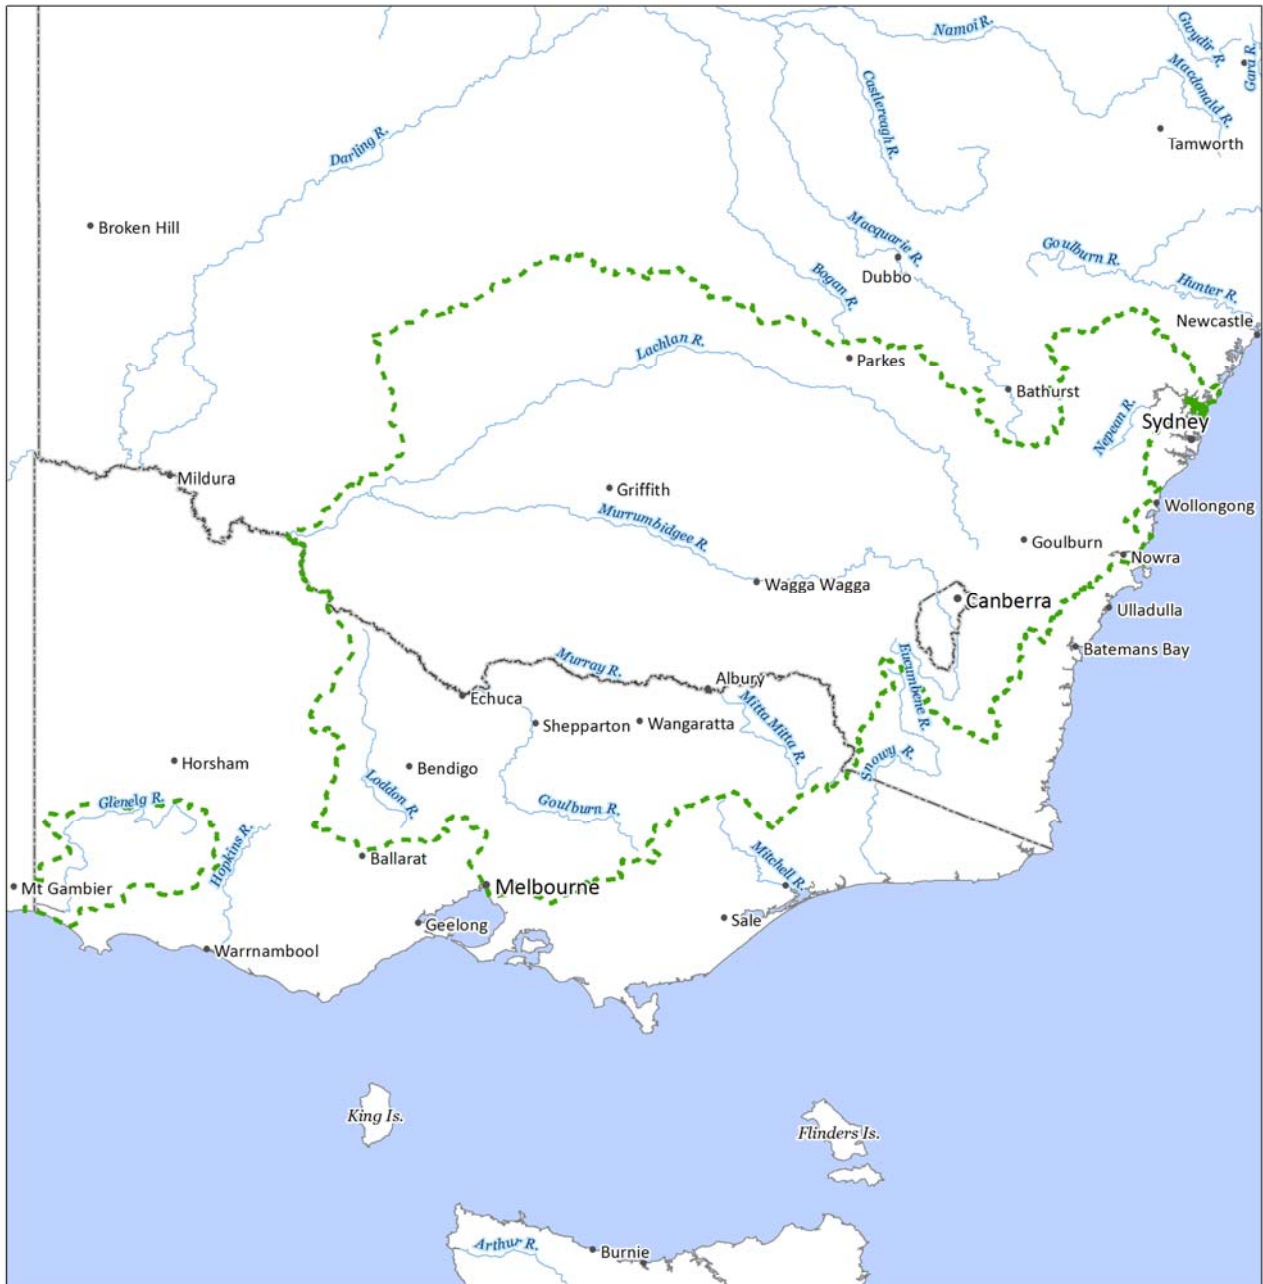 Namoi R.
Gwydir R.
Gara R.
Macdonald R.
Castlereagh R.
Tamworth
Darling R.
Broken Hill
Macquarie R.
Goulburn R.
Dubbo
Bogan R.
Hunter R.
Newcastle
Lachlan R.
Parkes
Bathurst
Nepean R.
Sydney
Mildura
Griffith
Wollongong
Murrumbidgee R.
Goulburn
Nowra
Wagga Wagga
Canberra
Ulladulla
Batemans Bay
Murray R.
Eucumbene R.
Albury
Echuca
Mitta Mitta R.
Shepparton
Wangaratta
Horsham
Bendigo
Snowy R.
Loddon R.
Glenelg R.
Goulburn R.
Hopkins R.
Ballarat
Mitchell R.
Mt Gambier
Melbourne
Geelong
Sale
Warrnambool
King Is.
Flinders Is.
Arthur R.
Burnie